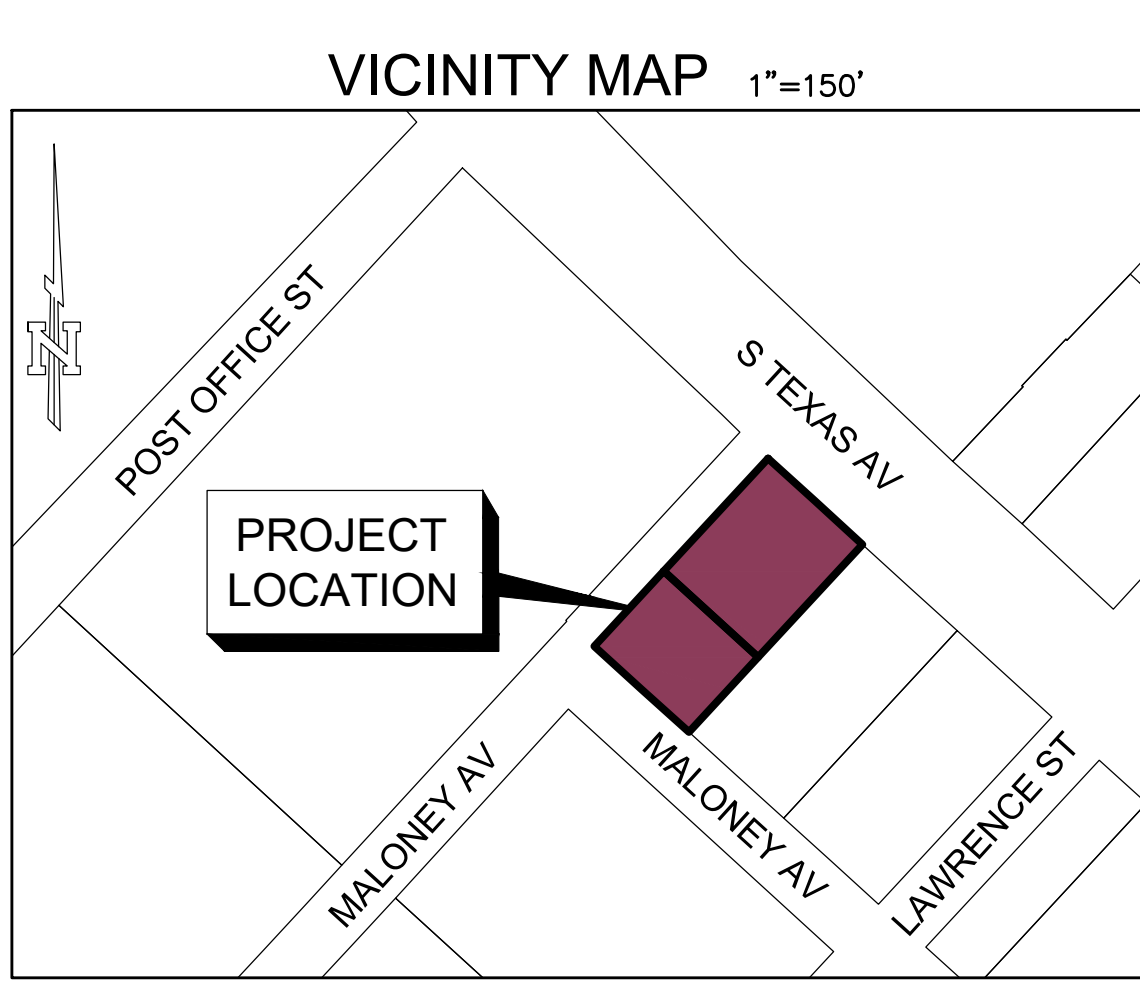 VICINITY MAP 1"=150'
N
POST OFFICE ST
S TEXAS AV
PROJECT
LOCATION
MALONEY AV
MALONEY AV
LAWRENCE ST